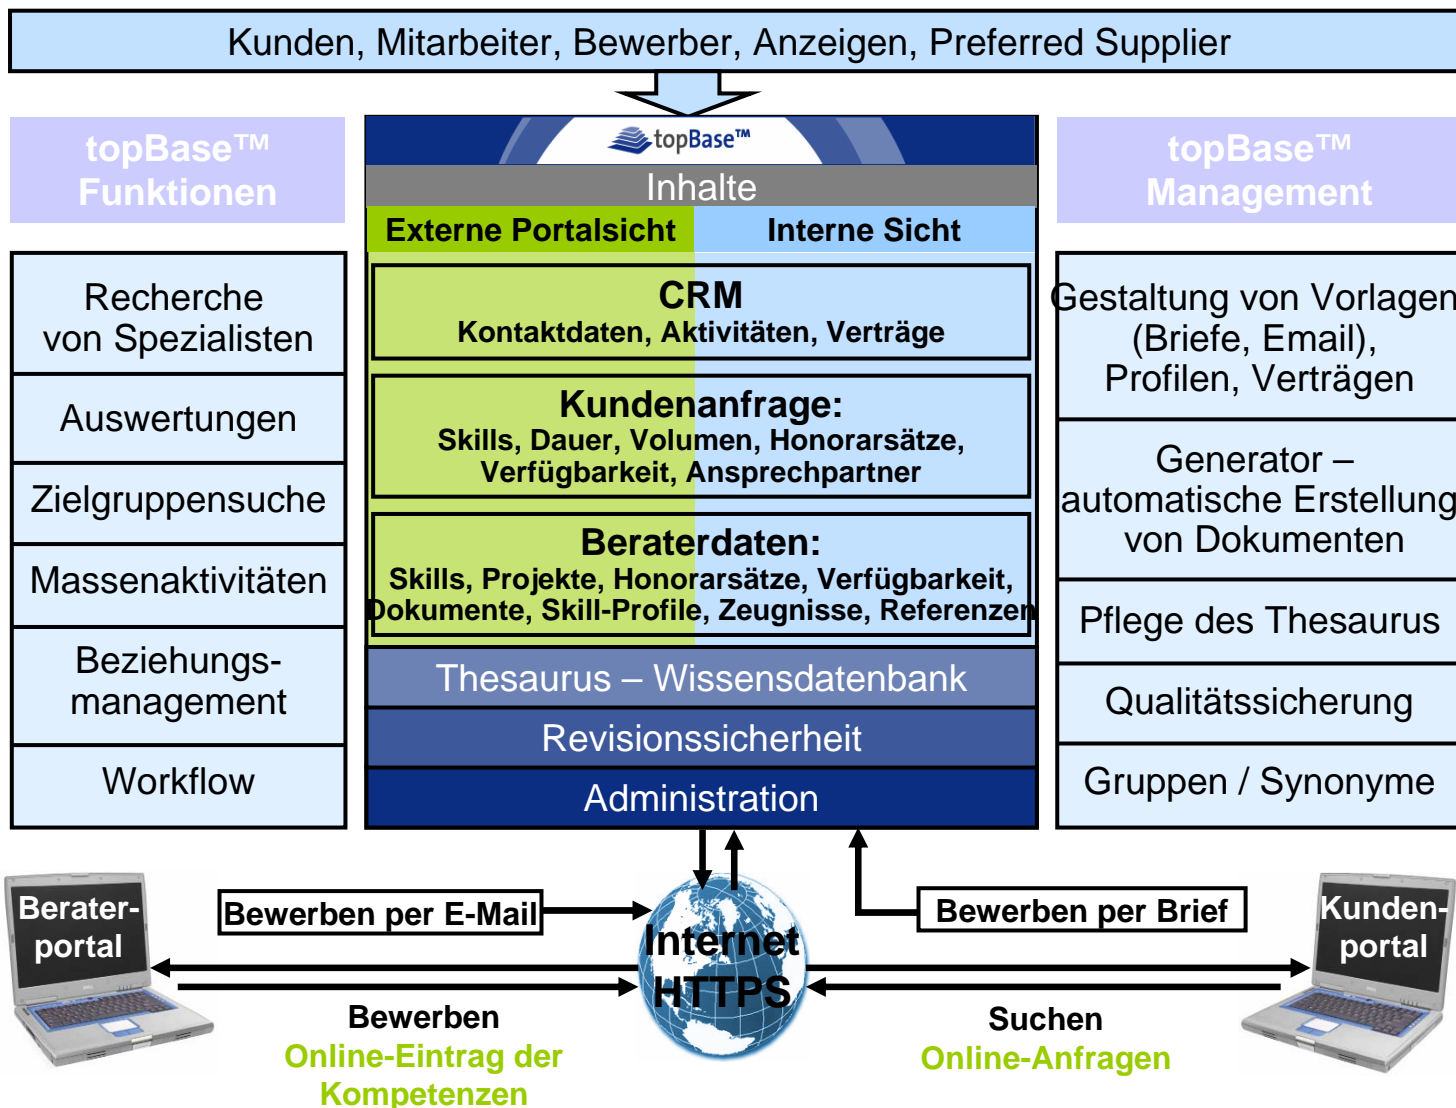 Kunden, Mitarbeiter, Bewerber, Anzeigen, Preferred Supplier
topBase™
Funktionen
Recherche
von Spezialisten
Auswertungen
Zielgruppensuche
Massenaktivitäten
Beziehungs-
management
Workflow
topBase™
Inhalte
Externe Portalsicht
Interne Sicht
CRM
Kontaktdaten, Aktivitäten, Verträge
Kundenanfrage:
Skills, Dauer, Volumen, Honorarsätze,
Verfügbarkeit, Ansprechpartner
Beraterdaten:
Skills, Projekte, Honorarsätze, Verfügbarkeit,
Dokumente, Skill-Profile, Zeugnisse, Referenzen
Thesaurus – Wissensdatenbank
Revisionssicherheit
Administration
topBase™
Management
Gestaltung von Vorlagen
(Briefe, Email),
Profilen, Verträgen
Generator –
automatische Erstellung
von Dokumenten
Pflege des Thesaurus
Qualitätssicherung
Gruppen / Synonyme
Berater-
portal
Bewerben per E-Mail
Internet
HTTPS
Bewerben per Brief
Kunden-
portal
Bewerben
Online-Eintrag der
Kompetenzen
Suchen
Online-Anfragen